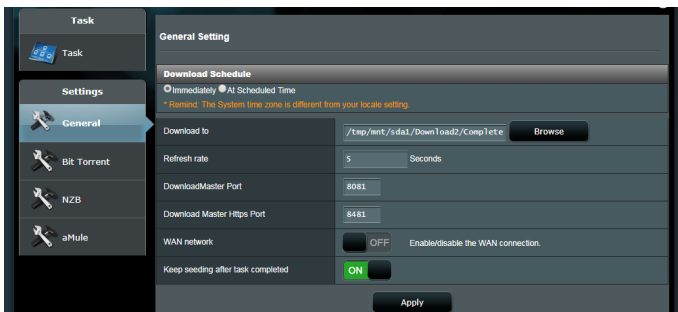 Task
Task
Settings
General
Bit Torrent
NZB
aMule
General Setting
Download Schedule
Immediately At Scheduled Time
* Remind: The System time zone is different from your locale setting.
Download to /tmp/mnt/sda1/Download2/Complete Browse
Refresh rate 5 Seconds
DownloadMaster Port 8081
Download Master Https Port 8481
WAN network OFF Enable/disable the WAN connection.
Keep seeding after task completed ON
Apply